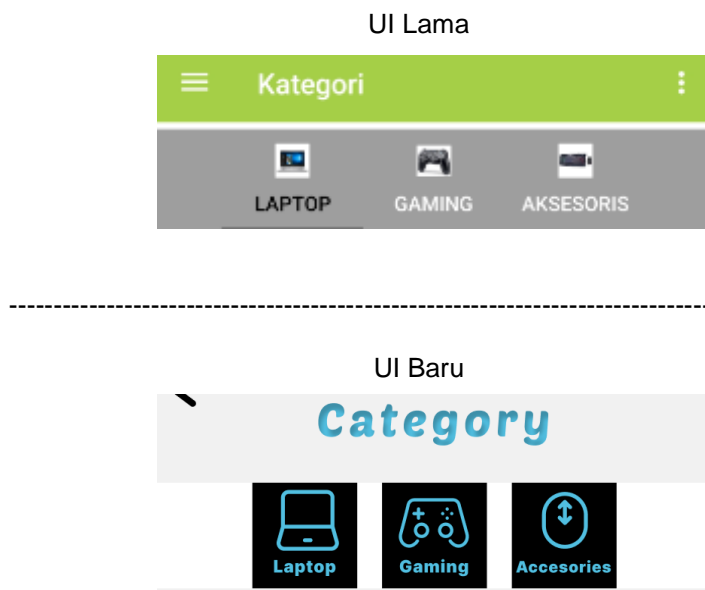 UI Lama
Kategori
LAPTOP GAMING AKSESORIS
--------------------------------------------------------------------------------
UI Baru
Category
Laptop Gaming Accesories